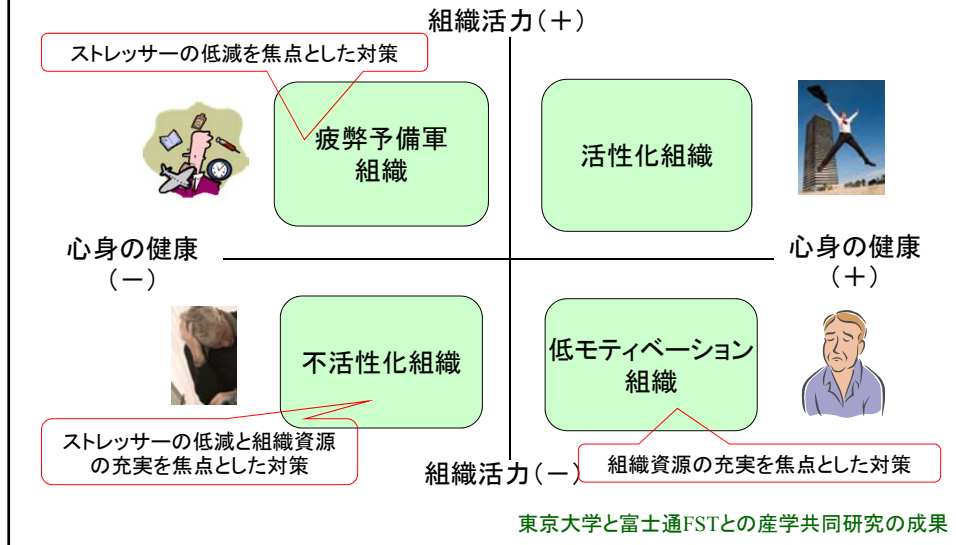 組織活力（＋）
ストレッサーの低減を焦点とした対策
疲弊予備軍
組織
活性化組織
心身の健康
（－）
心身の健康
（＋）
不活性化組織
低モティベーション
組織
ストレッサーの低減と組織資源
の充実を焦点とした対策
組織活力（－）
組織資源の充実を焦点とした対策
東京大学と富士通FSTとの産学共同研究の成果